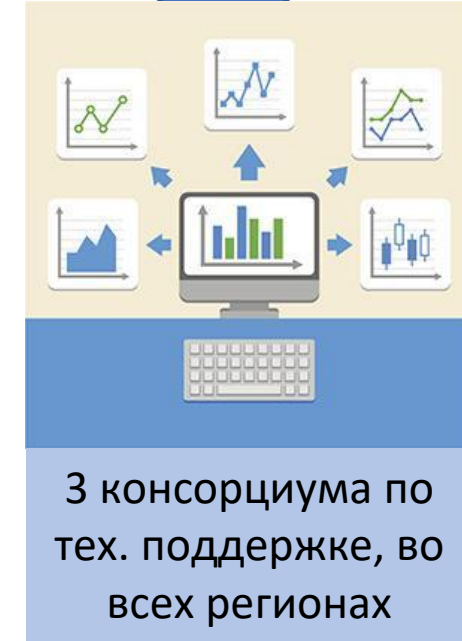 3 консорциума по
тех. поддержке, во
всех регионах